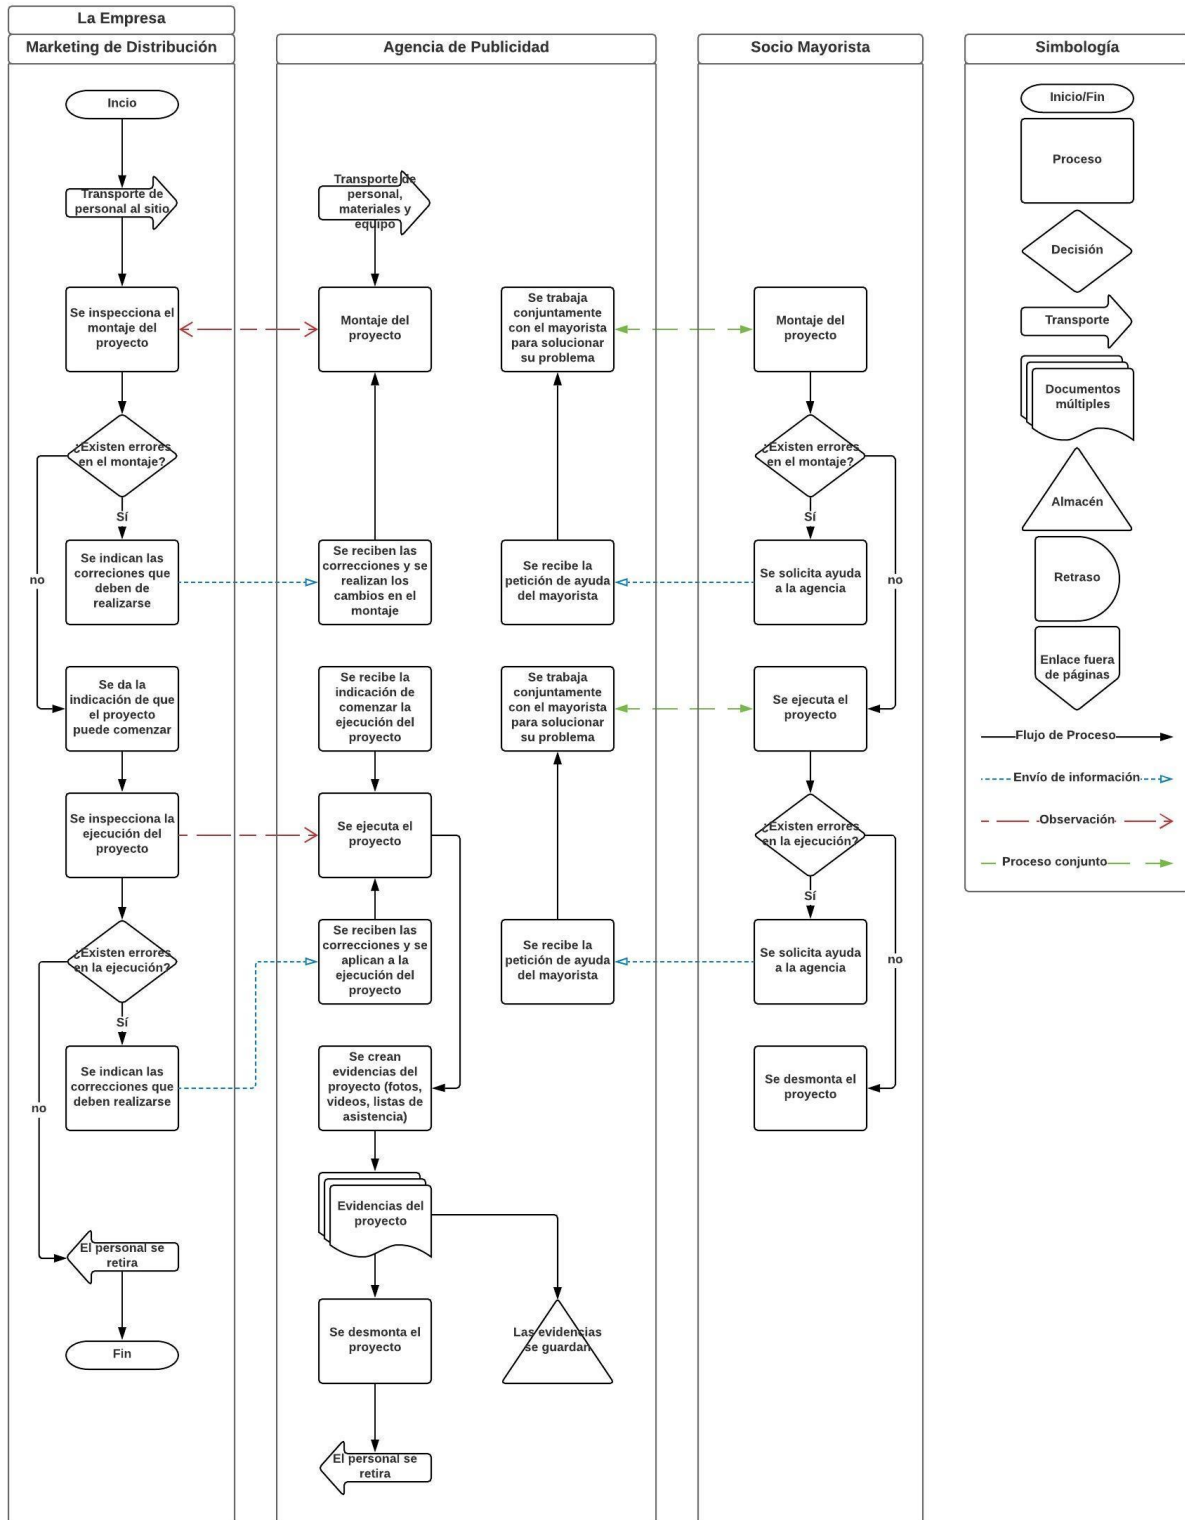 La Empresa
Marketing de Distribución
Incio
Transporte de
personal al sitio
Se inspecciona el
montaje del
proyecto
¿Existen errores
en el montaje?
Sí
no
Se indican las
correciones que
deben de
realizarse
Se da la
indicación de que
el proyecto
puede comenzar
Se inspecciona la
ejecución del
proyecto
¿Existen errores
en la ejecución?
Sí
no
Se indican las
correcciones que
deben realizarse
El personal se
retira
Fin
Agencia de Publicidad
Transporte de
personal,
materiales y
equipo
Montaje del
proyecto
Se reciben las
correcciones y se
realizan los
cambios en el
montaje
Se recibe la
indicación de
comenzar la
ejecución del
proyecto
Se ejecuta el
proyecto
Se reciben las
correcciones y se
aplican a la
ejecución del
proyecto
Se crean
evidencias del
proyecto (fotos,
videos, listas de
asistencia)
Evidencias del
proyecto
Se desmonta el
proyecto
El personal se
retira
Se trabaja
conjuntamente
con el mayorista
para solucionar
su problema
Se recibe la
petición de ayuda
del mayorista
Se trabaja
conjuntamente
con el mayorista
para solucionar
su problema
Se recibe la
petición de ayuda
del mayorista
Las evidencias
se guardan
Socio Mayorista
Montaje del
proyecto
¿Existen errores
en el montaje?
Sí
no
Se solicita ayuda
a la agencia
Se ejecuta el
proyecto
¿Existen errores
en la ejecución?
Sí
no
Se solicita ayuda
a la agencia
Se desmonta el
proyecto
Simbología
Inicio/Fin
Proceso
Decisión
Transporte
Documentos
múltiples
Almacén
Retraso
Enlace fuera
de páginas
Flujo de Proceso
Envío de información
Observación
Proceso conjunto